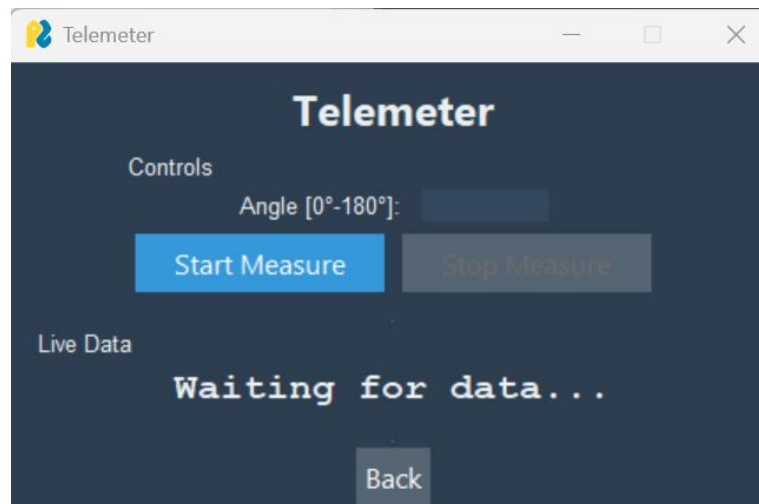 Telemeter
Telemeter
Controls
Angle [0°-180°]:
Start Measure Stop Measure
Live Data
Waiting for data...
Back